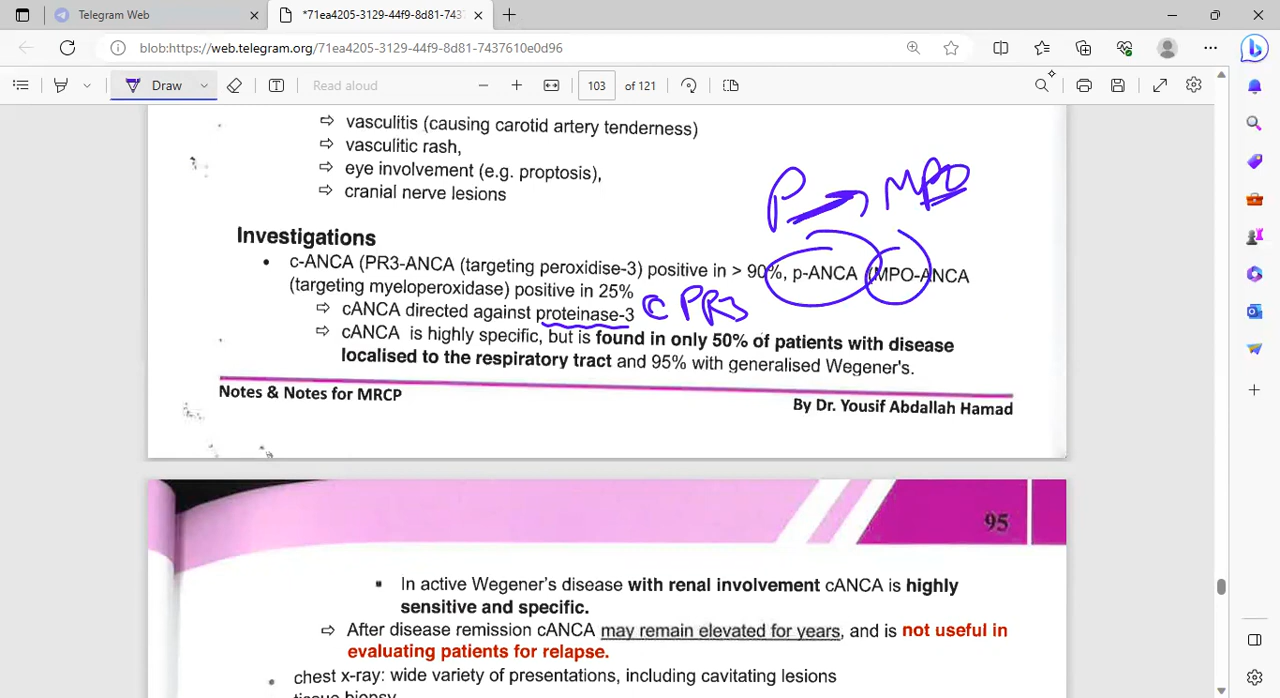 Telegram Web
*71ea4205-3129-44f9-8d81-7437
blob:https://web.telegram.org/71ea4205-3129-44f9-8d81-7437610e0d96
Draw
Read aloud
103 of 121
⇨ vasculitis (causing carotid artery tenderness)
⇨ vasculitic rash,
⇨ eye involvement (e.g. proptosis),
⇨ cranial nerve lesions
P → MPO
Investigations
• c-ANCA (PR3-ANCA (targeting peroxidise-3) positive in > 90%, p-ANCA (MPO-ANCA
(targeting myeloperoxidase) positive in 25%
⇨ cANCA directed against proteinase-3 C PR3
⇨ cANCA is highly specific, but is found in only 50% of patients with disease
localised to the respiratory tract and 95% with generalised Wegener's.
Notes & Notes for MRCP
By Dr. Yousif Abdallah Hamad
95
▪ In active Wegener's disease with renal involvement cANCA is highly
sensitive and specific.
⇨ After disease remission cANCA may remain elevated for years, and is not useful in
evaluating patients for relapse.
• chest x-ray: wide variety of presentations, including cavitating lesions
tissue biopsy